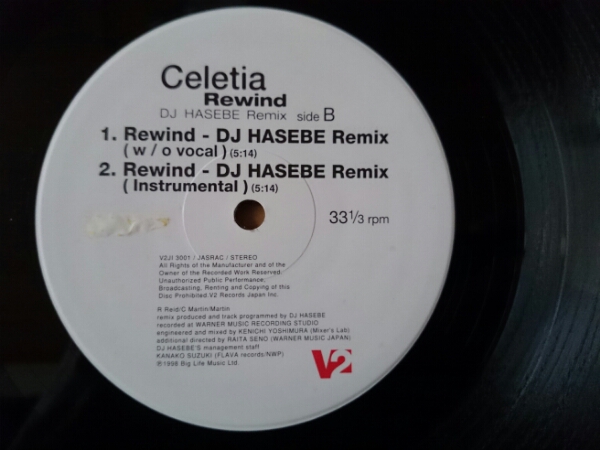 Celetia
Rewind
DJ HASEBE Remix side B
1. Rewind - DJ HASEBE Remix
( w / o vocal ) (5:14)
2. Rewind - DJ HASEBE Remix
( Instrumental ) (5:14)
33 1/3 rpm
V2JI 3001 / JASRAC / STEREO
All Rights of the Manufacturer and of the
Owner of the Recorded Work Reserved.
Unauthorized Public Performance,
Broadcasting, Renting and Copying of this
Disc Prohibited. V2 Records Japan Inc.
R Reid/C Martin/Martin
remix produced and track programmed by DJ HASEBE
recorded at WARNER MUSIC RECORDING STUDIO
engineered and mixed by KENICHI YOSHIMURA (Mixer's Lab)
additional directed by RAITA SENO (WARNER MUSIC JAPAN)
DJ HASEBE'S management staff
KANAKO SUZUKI (FLAVA records/NWP)
℗1998 Big Life Music Ltd.
V2